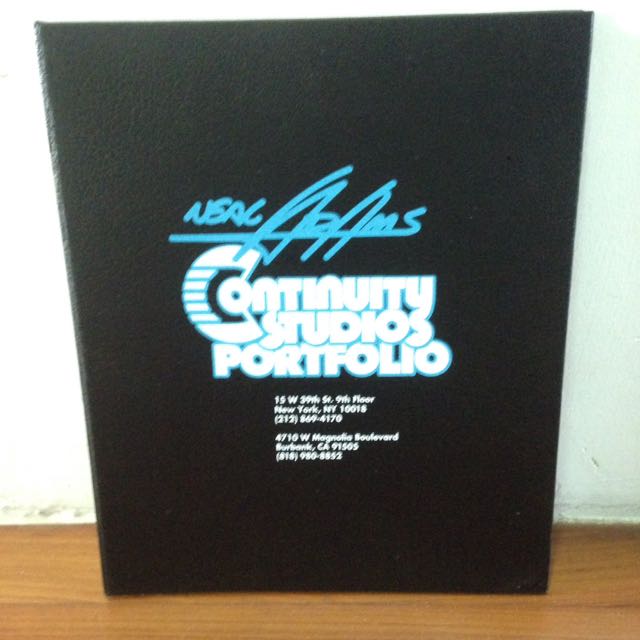 NEAL ADAMS
CONTINUITY
STUDIOS
PORTFOLIO
15 W 39th St. 9th Floor
New York, NY 10018
(212) 869-4170
4710 W Magnolia Boulevard
Burbank, CA 91505
(818) 980-8852